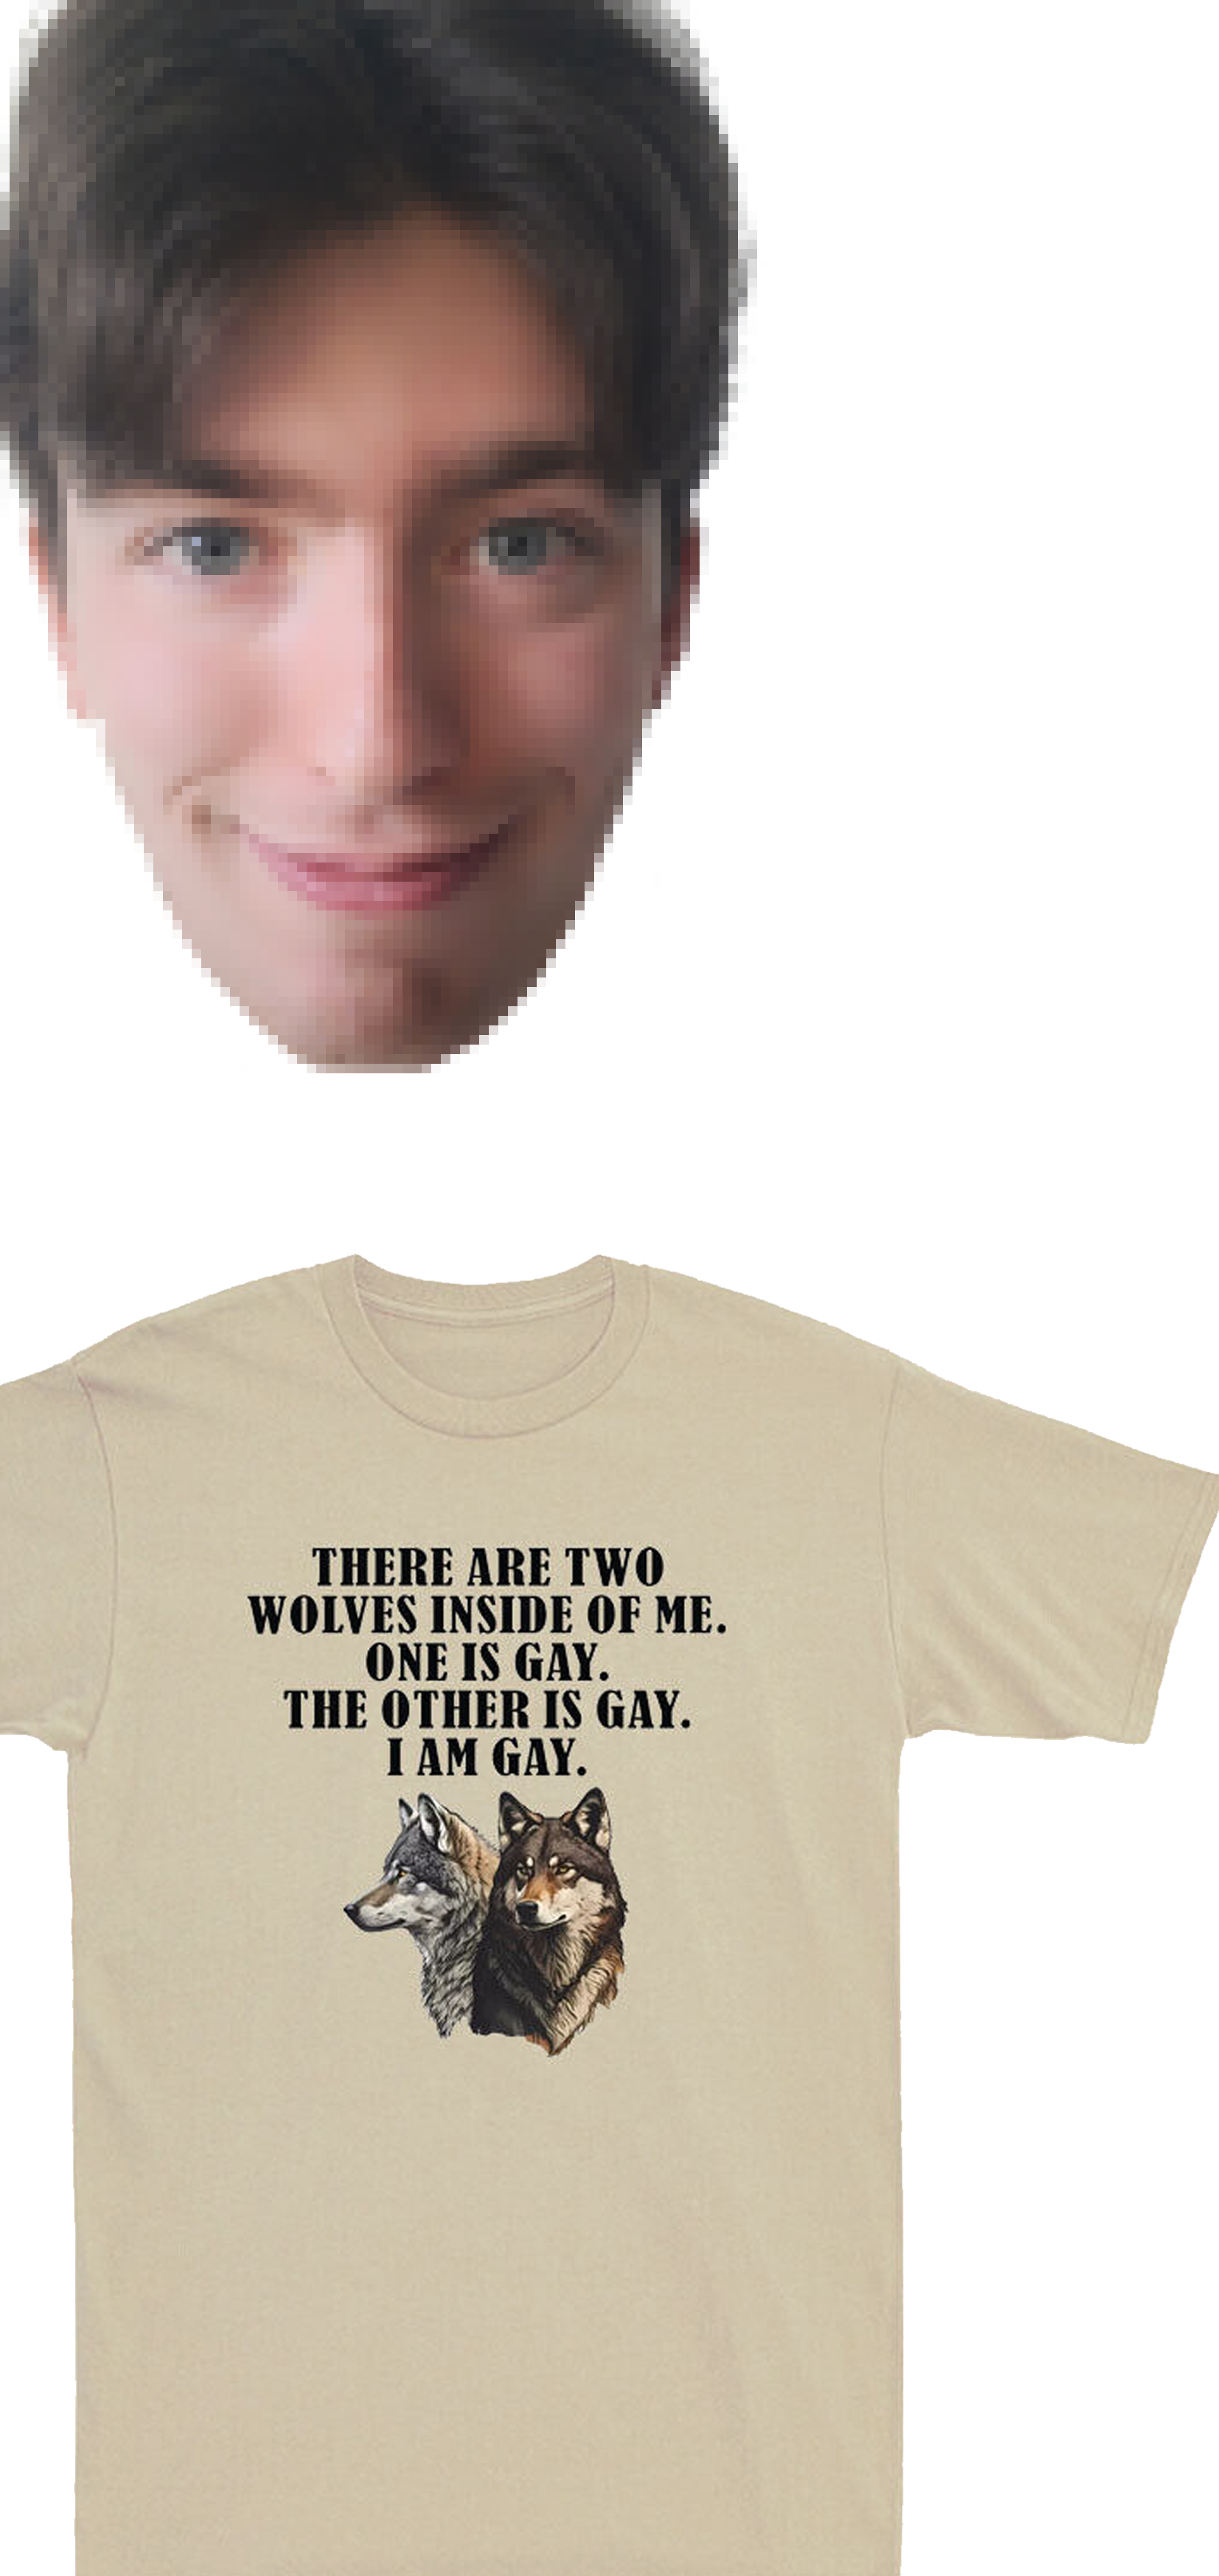 THERE ARE TWO
WOLVES INSIDE OF ME.
ONE IS GAY.
THE OTHER IS GAY.
I AM GAY.